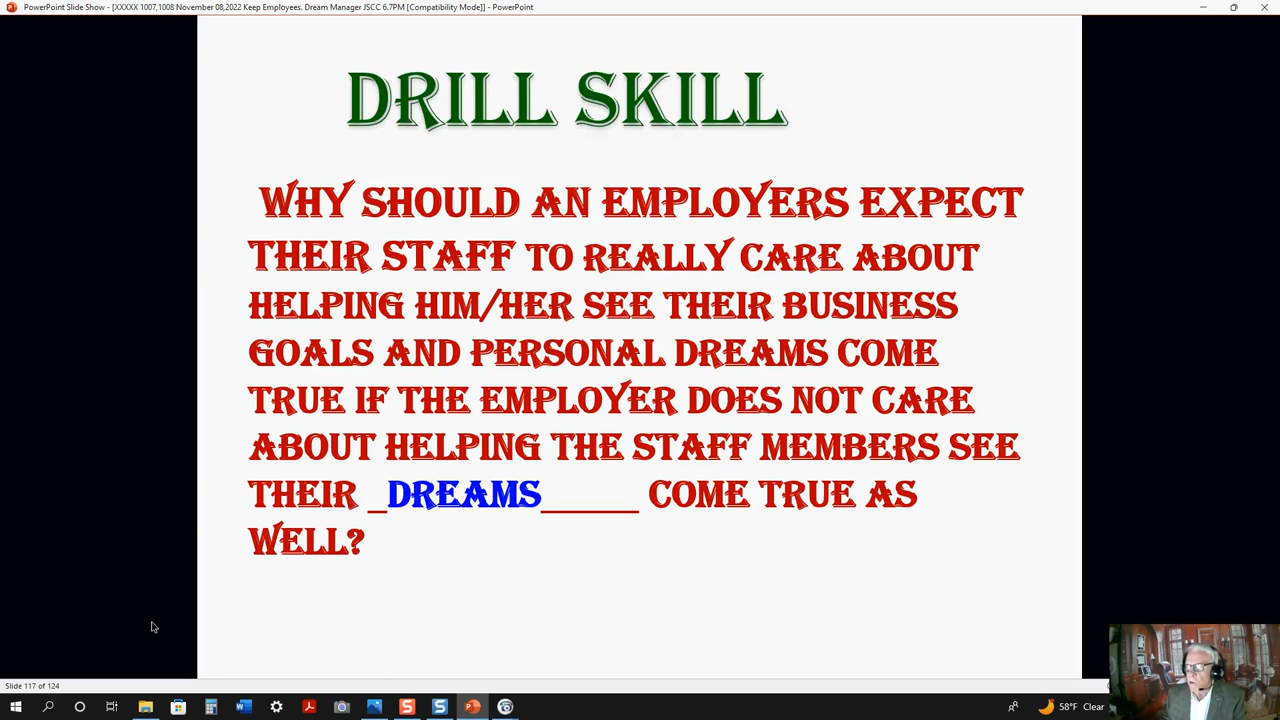 PowerPoint Slide Show - [XXXXX 1007,1008 November 08,2022 Keep Employees. Dream Manager JSCC 6.7PM [Compatibility Mode]] - PowerPoint
DRILL SKILL
WHY SHOULD AN EMPLOYERS EXPECT
THEIR STAFF TO REALLY CARE ABOUT
HELPING HIM/HER SEE THEIR BUSINESS
GOALS AND PERSONAL DREAMS COME
TRUE IF THE EMPLOYER DOES NOT CARE
ABOUT HELPING THE STAFF MEMBERS SEE
THEIR _DREAMS_____ COME TRUE AS
WELL?
Slide 117 of 124
58°F Clear